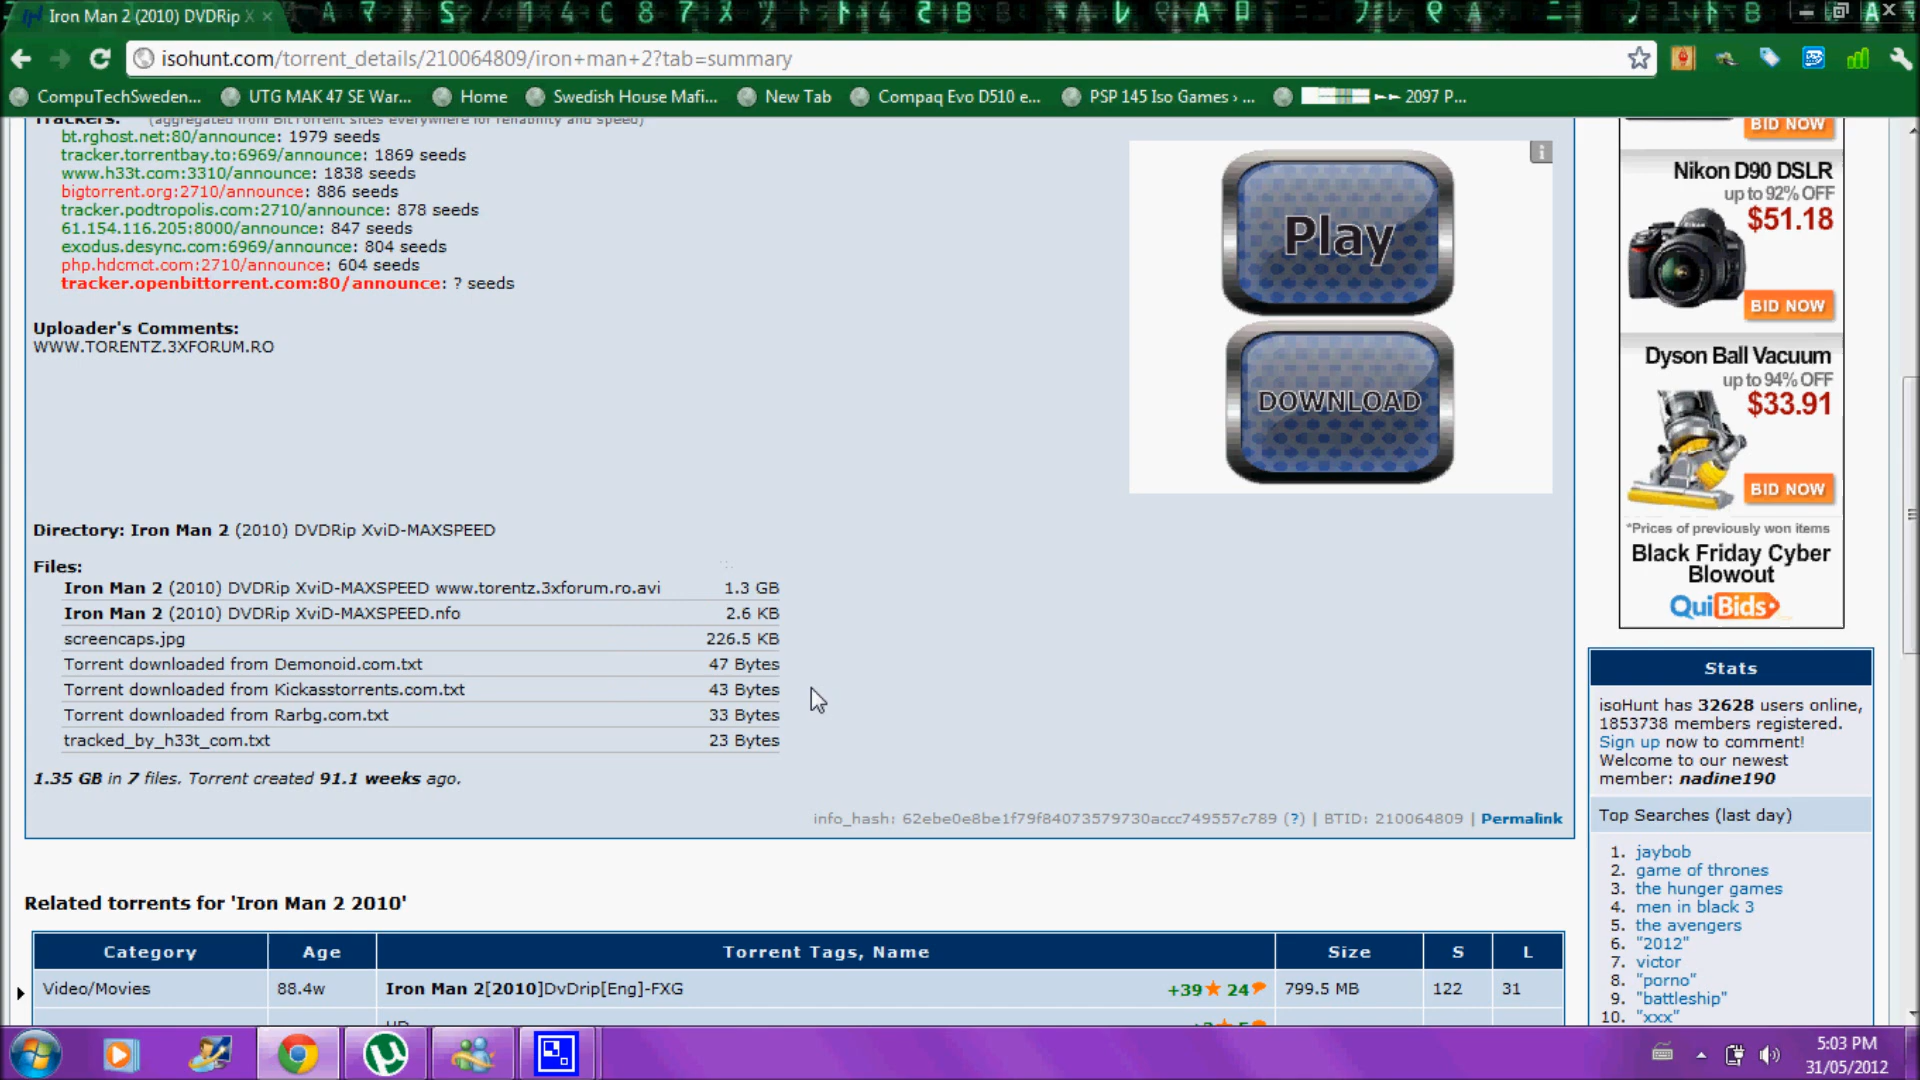 Iron Man 2 (2010) DVDRip X
isohunt.com/torrent_details/210064809/iron+man+2?tab=summary
CompuTechSweden... UTG MAK 47 SE War... Home Swedish House Mafi... New Tab Compaq Evo D510 e... PSP 145 Iso Games › ... 2097 P...
Trackers: (aggregated from BitTorrent sites everywhere for reliability and speed)
bt.rghost.net:80/announce: 1979 seeds
tracker.torrentbay.to:6969/announce: 1869 seeds
www.h33t.com:3310/announce: 1838 seeds
bigtorrent.org:2710/announce: 886 seeds
tracker.podtropolis.com:2710/announce: 878 seeds
61.154.116.205:8000/announce: 847 seeds
exodus.desync.com:6969/announce: 804 seeds
php.hdcmct.com:2710/announce: 604 seeds
tracker.openbittorrent.com:80/announce: ? seeds
Uploader's Comments:
WWW.TORENTZ.3XFORUM.RO
Play
DOWNLOAD
Directory: Iron Man 2 (2010) DVDRip XviD-MAXSPEED
Files:
Iron Man 2 (2010) DVDRip XviD-MAXSPEED www.torentz.3xforum.ro.avi 1.3 GB
Iron Man 2 (2010) DVDRip XviD-MAXSPEED.nfo 2.6 KB
screencaps.jpg 226.5 KB
Torrent downloaded from Demonoid.com.txt 47 Bytes
Torrent downloaded from Kickasstorrents.com.txt 43 Bytes
Torrent downloaded from Rarbg.com.txt 33 Bytes
tracked_by_h33t_com.txt 23 Bytes
1.35 GB in 7 files. Torrent created 91.1 weeks ago.
info_hash: 62ebe0e8be1f79f84073579730accc749557c789 (?) | BTID: 210064809 | Permalink
Related torrents for 'Iron Man 2 2010'
Category Age Torrent Tags, Name Size S L
Video/Movies 88.4w Iron Man 2[2010]DvDrip[Eng]-FXG +39 24 799.5 MB 122 31
BID NOW
Nikon D90 DSLR
up to 92% OFF
$51.18
BID NOW
Dyson Ball Vacuum
up to 94% OFF
$33.91
BID NOW
*Prices of previously won items
Black Friday Cyber
Blowout
QuiBids
Stats
isoHunt has 32628 users online,
1853738 members registered.
Sign up now to comment!
Welcome to our newest
member: nadine190
Top Searches (last day)
1. jaybob
2. game of thrones
3. the hunger games
4. men in black 3
5. the avengers
6. "2012"
7. victor
8. "porno"
9. "battleship"
10. "xxx"
5:03 PM
31/05/2012